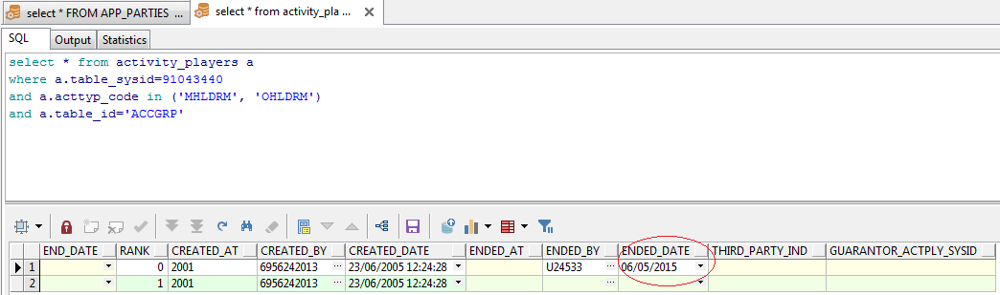 select * FROM APP_PARTIES ... select * from activity_pla ...
SQL Output Statistics
select * from activity_players a
where a.table_sysid=91043440
and a.acttyp_code in ('MHLDRM', 'OHLDRM')
and a.table_id='ACCGRP'
END_DATE RANK CREATED_AT CREATED_BY CREATED_DATE ENDED_AT ENDED_BY ENDED_DATE THIRD_PARTY_IND GUARANTOR_ACTPLY_SYSID
1 0 2001 6956242013 ... 23/06/2005 12:24:28 U24533 ... 06/05/2015
2 1 2001 6956242013 ... 23/06/2005 12:24:28 ...